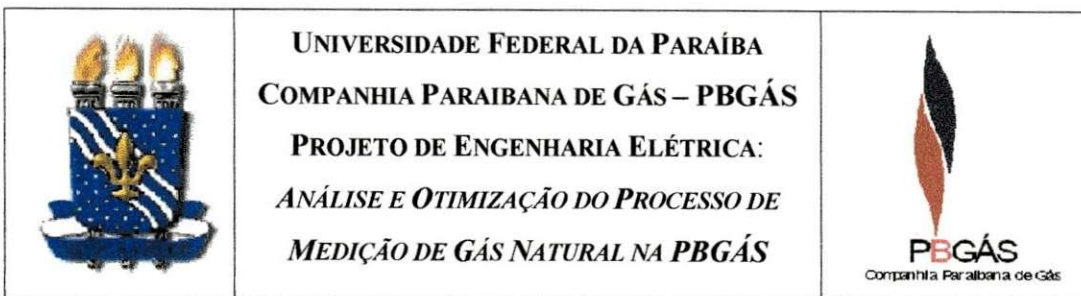 UNIVERSIDADE FEDERAL DA PARAÍBA
COMPANHIA PARAIBANA DE GÁS – PBGÁS
PROJETO DE ENGENHARIA ELÉTRICA:
ANÁLISE E OTIMIZAÇÃO DO PROCESSO DE
MEDIÇÃO DE GÁS NATURAL NA PBGÁS
PBGÁS
Companhia Paraibana de Gás